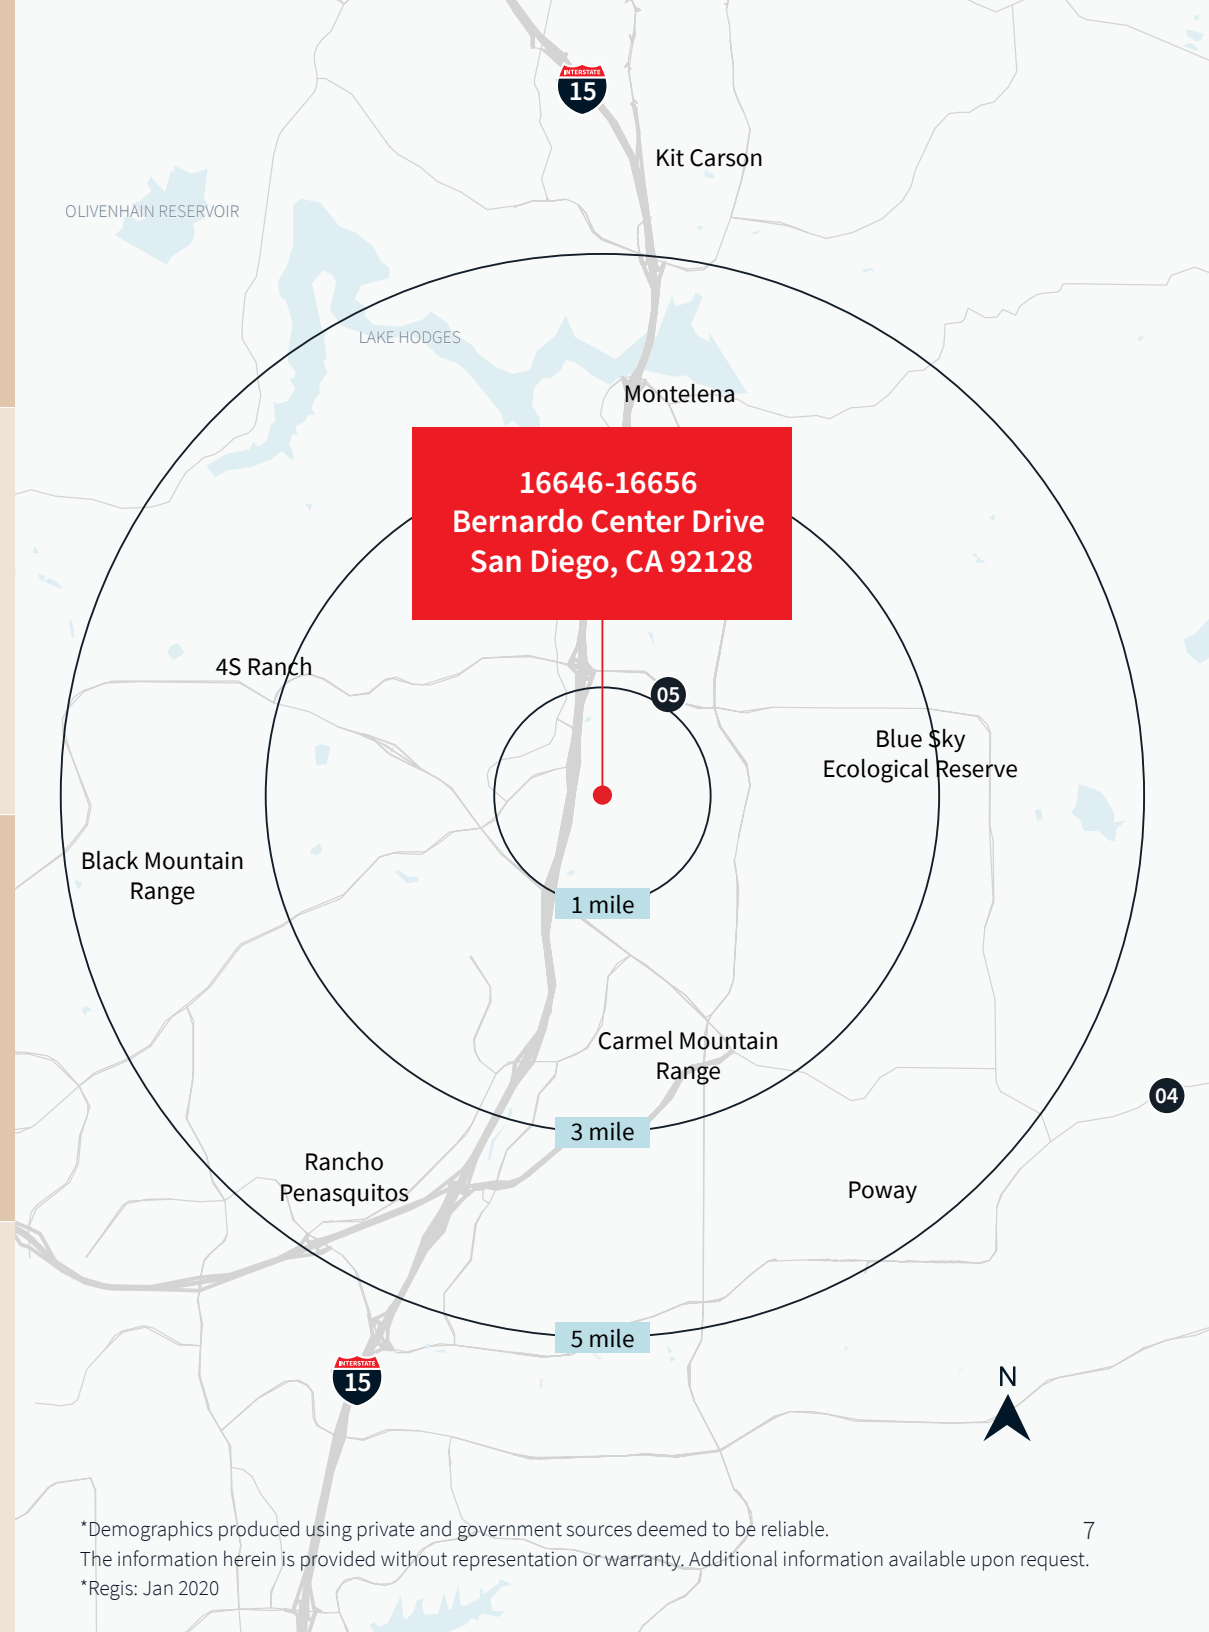 INTERSTATE
15
Kit Carson
OLIVENHAIN RESERVOIR
LAKE HODGES
Montelena
16646-16656
Bernardo Center Drive
San Diego, CA 92128
4S Ranch
05
Blue Sky
Ecological Reserve
Black Mountain
Range
1 mile
Carmel Mountain
Range
04
3 mile
Rancho
Penasquitos
Poway
5 mile
INTERSTATE
15
N
*Demographics produced using private and government sources deemed to be reliable.
7
The information herein is provided without representation or warranty. Additional information available upon request.
*Regis: Jan 2020